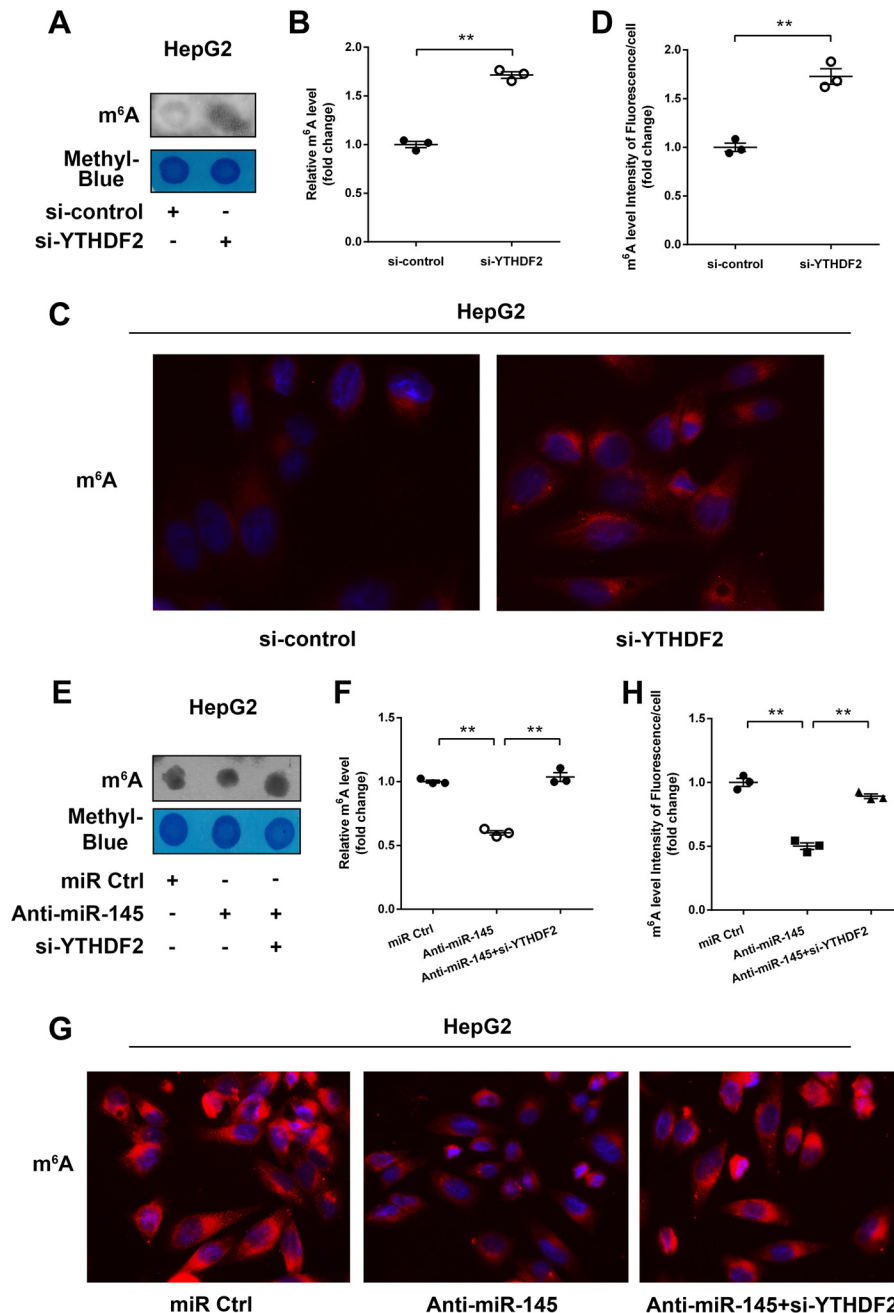 A
HepG2
m⁶A
Methyl-
Blue
si-control + -
si-YTHDF2 - +
B
**
Relative m⁶A level
(fold change)
2.0
1.5
1.0
0.5
0.0
si-control si-YTHDF2
D
**
m⁶A level Intensity of Fluorescence/cell
(fold change)
2.0
1.5
1.0
0.5
0.0
si-control si-YTHDF2
C
HepG2
m⁶A
si-control si-YTHDF2
E
HepG2
m⁶A
Methyl-
Blue
miR Ctrl + - -
Anti-miR-145 - + +
si-YTHDF2 - - +
F
** **
Relative m⁶A level
(fold change)
1.5
1.0
0.5
0.0
miR Ctrl
Anti-miR-145
Anti-miR-145+si-YTHDF2
H
** **
m⁶A level Intensity of Fluorescence/cell
(fold change)
1.5
1.0
0.5
0.0
miR Ctrl
Anti-miR-145
Anti-miR-145+si-YTHDF2
G
HepG2
m⁶A
miR Ctrl Anti-miR-145 Anti-miR-145+si-YTHDF2